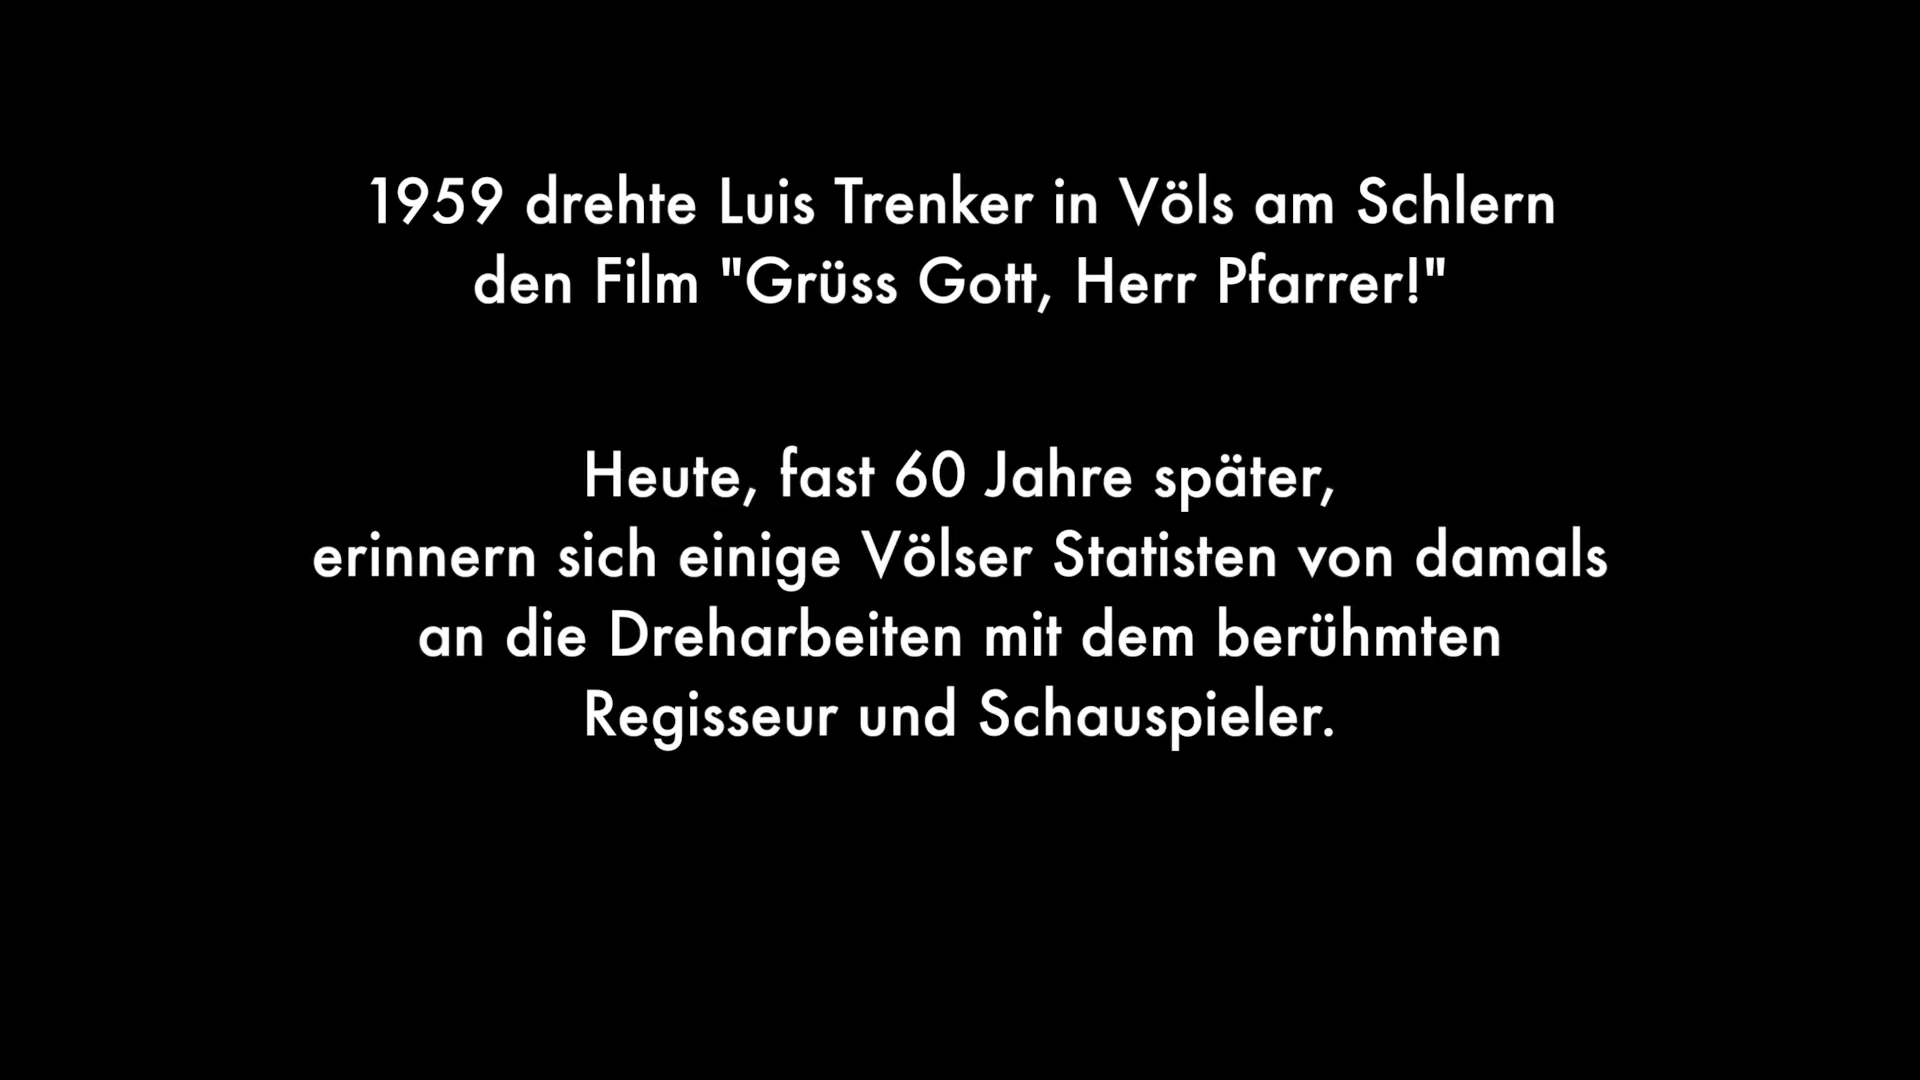 1959 drehte Luis Trenker in Völs am Schlern
den Film "Grüss Gott, Herr Pfarrer!"
Heute, fast 60 Jahre später,
erinnern sich einige Völser Statisten von damals
an die Dreharbeiten mit dem berühmten
Regisseur und Schauspieler.